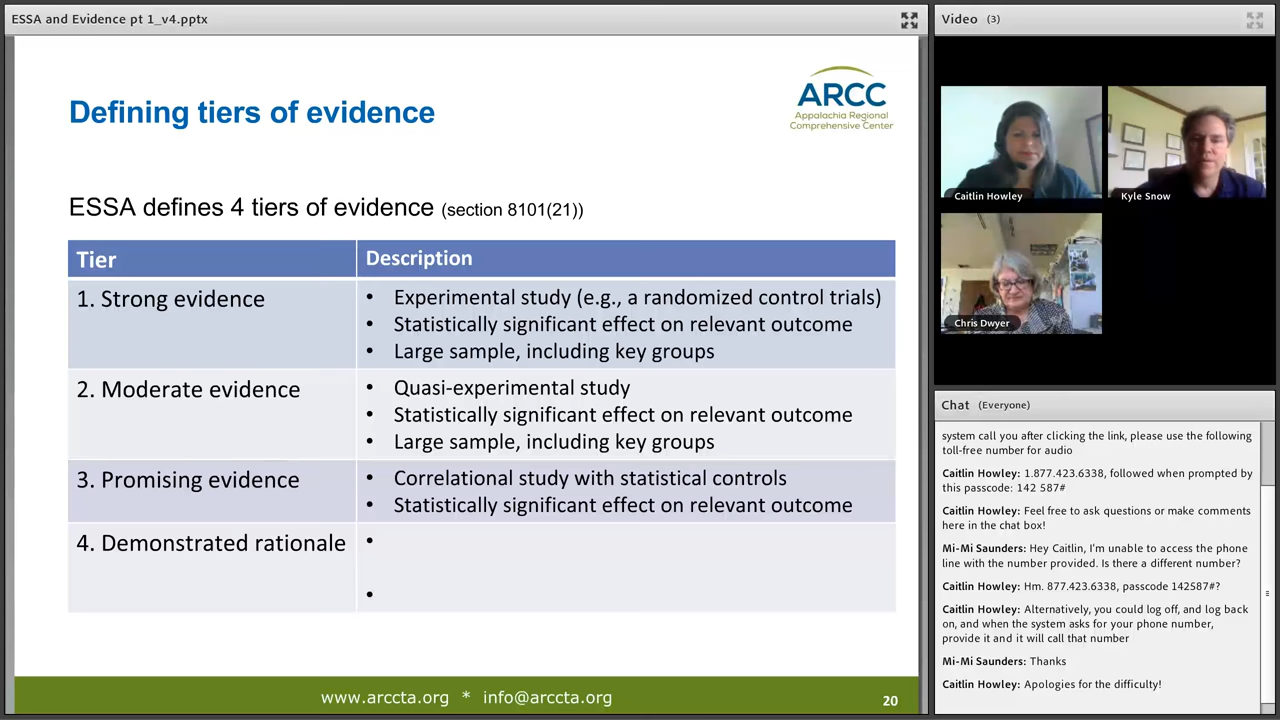 ESSA and Evidence pt 1_v4.pptx
Defining tiers of evidence
ARCC
Appalachia Regional
Comprehensive Center
ESSA defines 4 tiers of evidence (section 8101(21))
Tier
Description
1. Strong evidence
• Experimental study (e.g., a randomized control trials)
• Statistically significant effect on relevant outcome
• Large sample, including key groups
2. Moderate evidence
• Quasi-experimental study
• Statistically significant effect on relevant outcome
• Large sample, including key groups
3. Promising evidence
• Correlational study with statistical controls
• Statistically significant effect on relevant outcome
4. Demonstrated rationale
•
•
www.arccta.org * info@arccta.org
20
Video (3)
Caitlin Howley
Kyle Snow
Chris Dwyer
Chat (Everyone)
system call you after clicking the link, please use the following
toll-free number for audio
Caitlin Howley: 1.877.423.6338, followed when prompted by
this passcode: 142 587#
Caitlin Howley: Feel free to ask questions or make comments
here in the chat box!
Mi-Mi Saunders: Hey Caitlin, I'm unable to access the phone
line with the number provided. Is there a different number?
Caitlin Howley: Hm. 877.423.6338, passcode 142587#?
Caitlin Howley: Alternatively, you could log off, and log back
on, and when the system asks for your phone number,
provide it and it will call that number
Mi-Mi Saunders: Thanks
Caitlin Howley: Apologies for the difficulty!